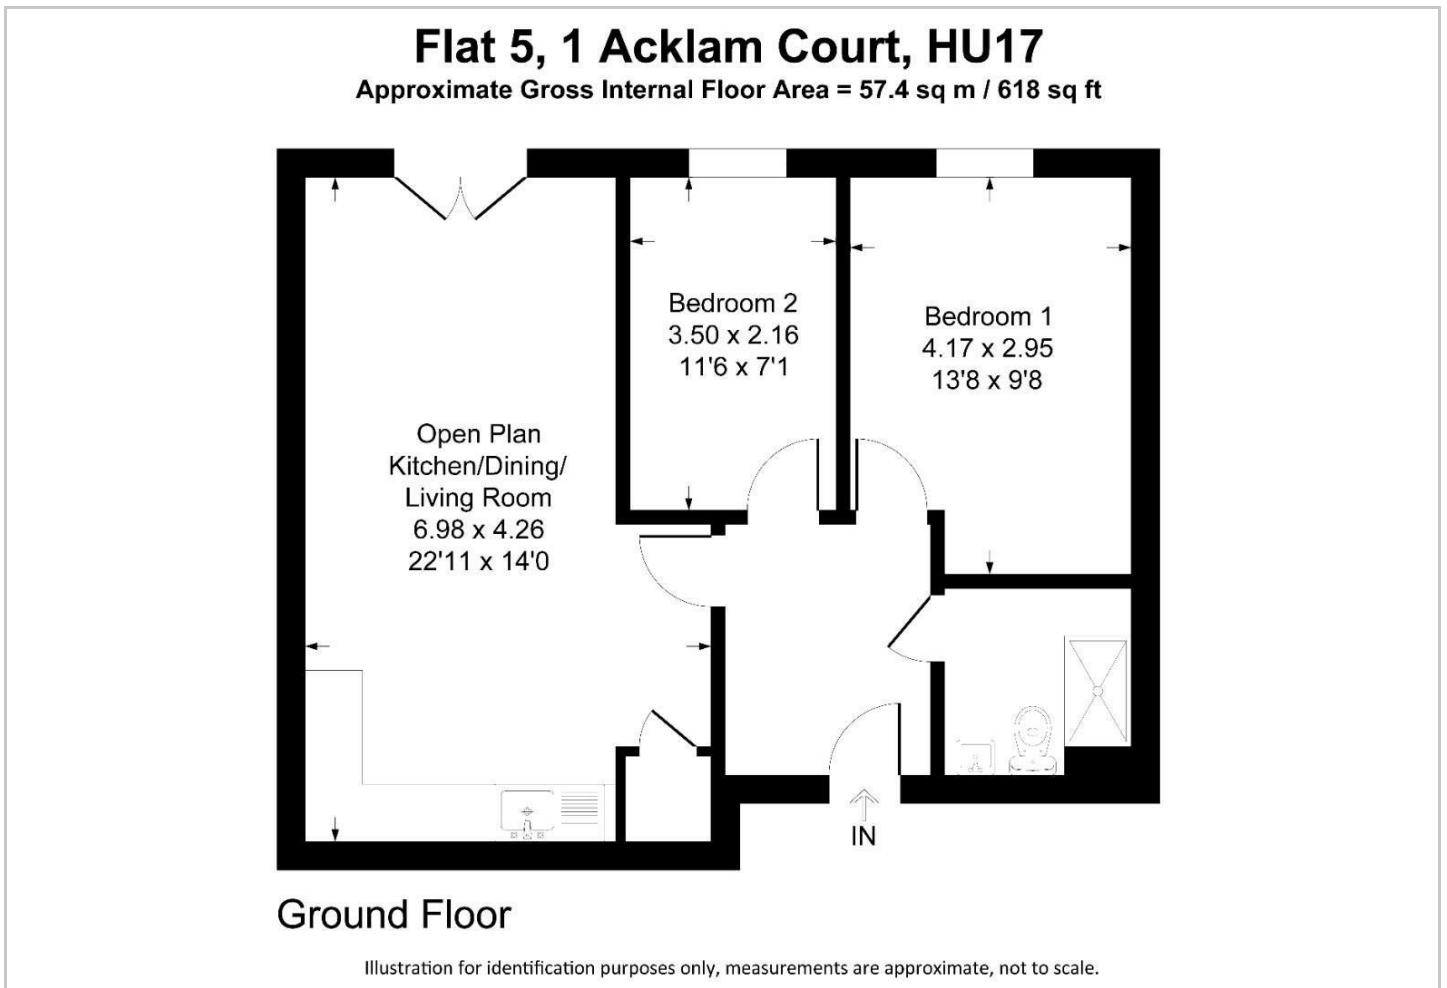 Flat 5, 1 Acklam Court, HU17
Approximate Gross Internal Floor Area = 57.4 sq m / 618 sq ft
Bedroom 2
3.50 x 2.16
11'6 x 7'1
Bedroom 1
4.17 x 2.95
13'8 x 9'8
Open Plan
Kitchen/Dining/
Living Room
6.98 x 4.26
22'11 x 14'0
IN
Ground Floor
Illustration for identification purposes only, measurements are approximate, not to scale.